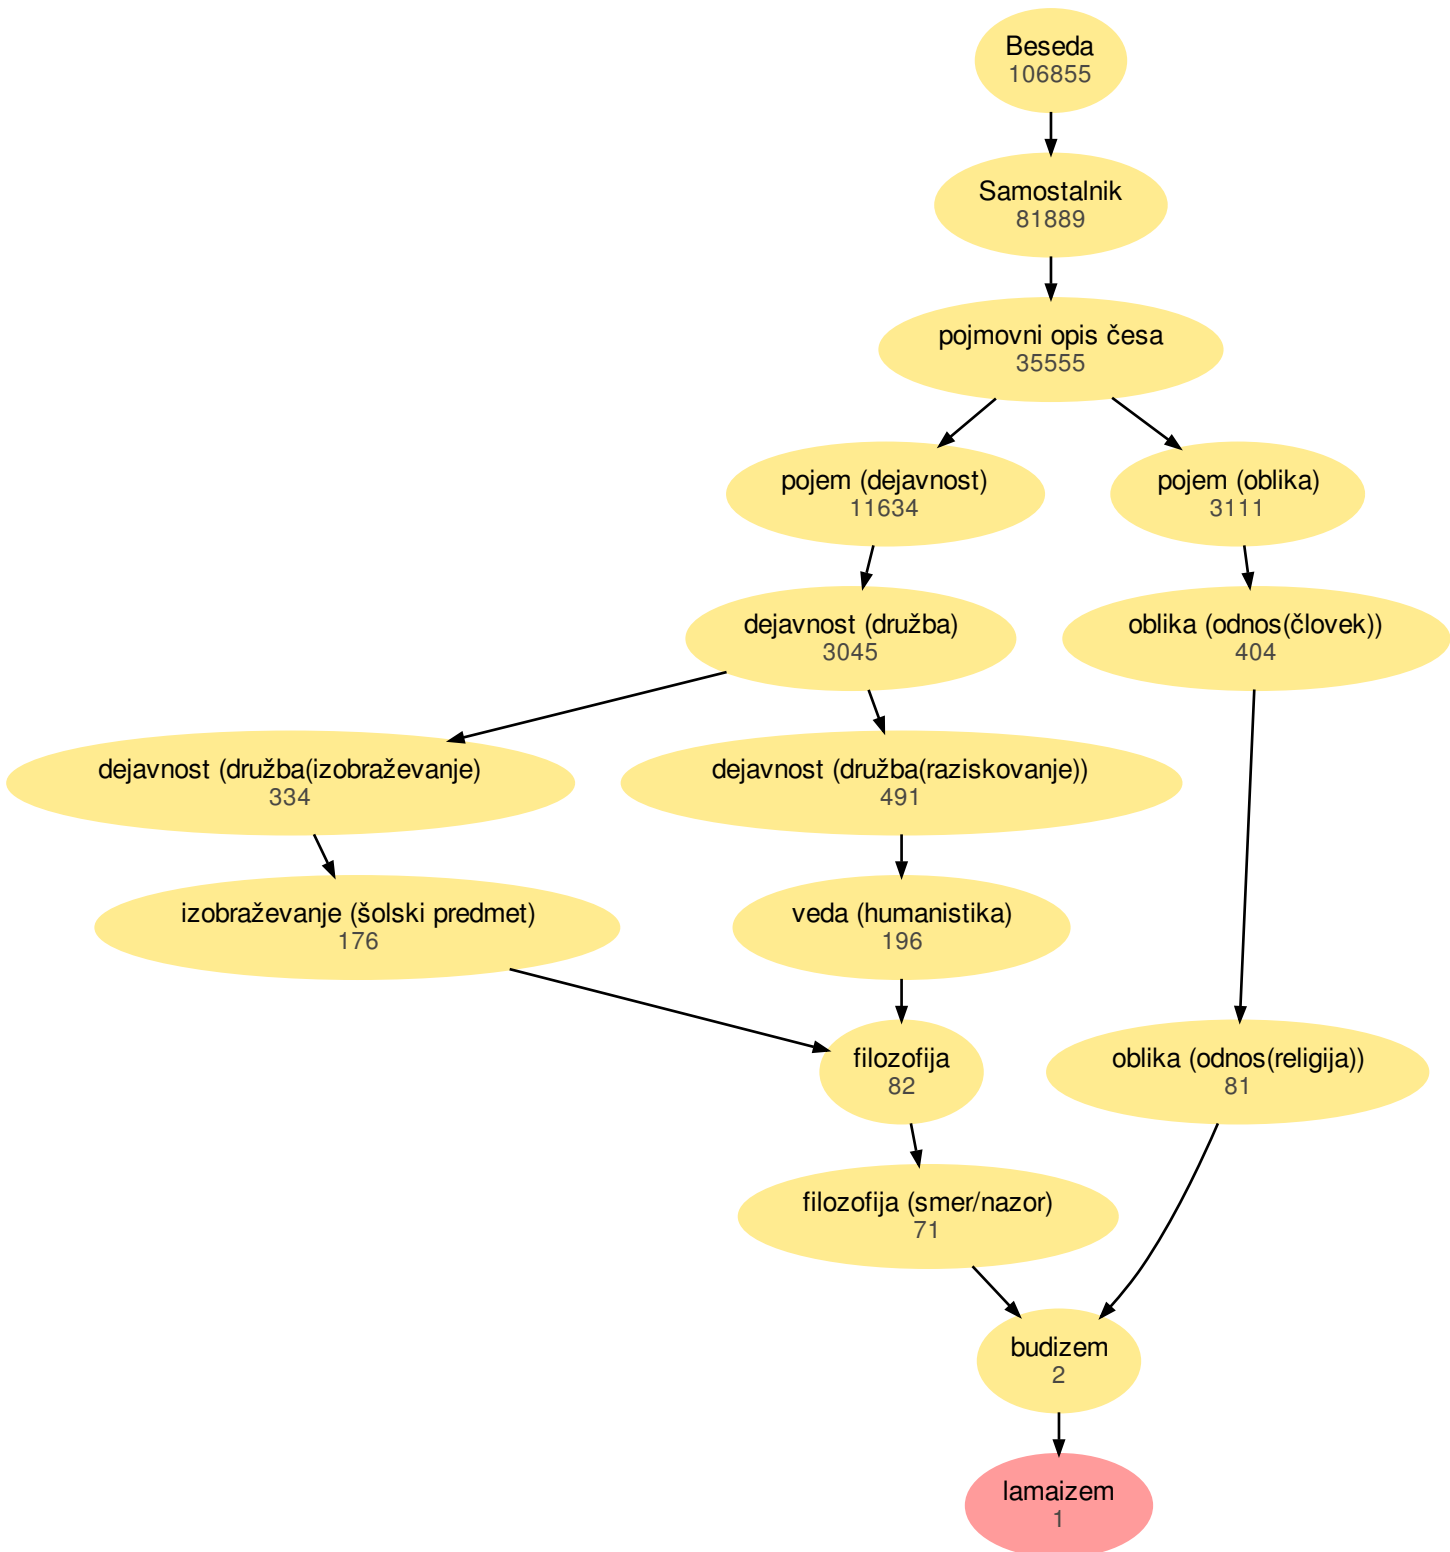 Beseda
106855
Samostalnik
81889
pojmovni opis česa
35555
pojem (dejavnost)
11634
pojem (oblika)
3111
dejavnost (družba)
3045
oblika (odnos(človek))
404
dejavnost (družba(izobraževanje)
334
dejavnost (družba(raziskovanje))
491
izobraževanje (šolski predmet)
176
veda (humanistika)
196
filozofija
82
oblika (odnos(religija))
81
filozofija (smer/nazor)
71
budizem
2
lamaizem
1